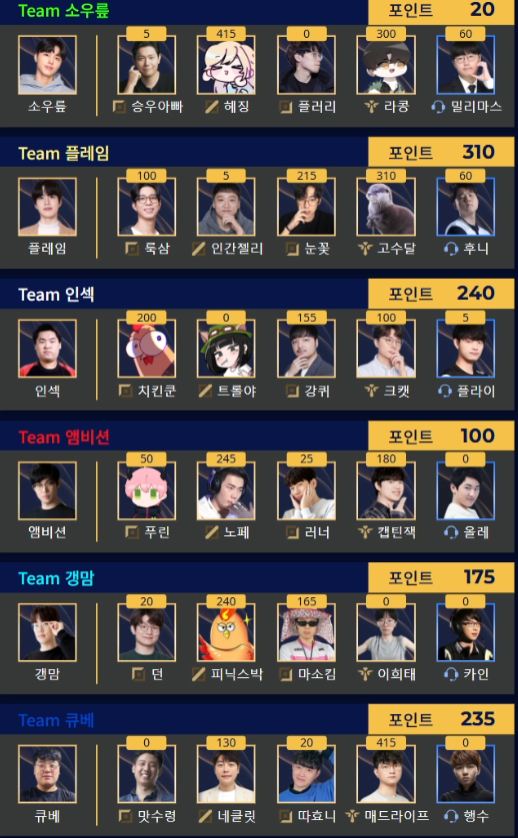 Team 소우릎 포인트 20
5 415 0 300 60
소우릎 승우아빠 혜징 플러리 라콩 밀리마스
Team 플레임 포인트 310
100 5 215 310 60
플레임 룩삼 인간젤리 눈꽃 고수달 후니
Team 인섹 포인트 240
200 0 155 100 5
인섹 치킨쿤 트롤야 강퀴 크캣 플라이
Team 앰비션 포인트 100
50 245 25 180 0
앰비션 푸린 노페 러너 캡틴잭 올레
Team 갱맘 포인트 175
20 240 165 0 0
갱맘 던 피닉스박 마소킴 이희태 카인
Team 큐베 포인트 235
0 130 20 415 0
큐베 맛수령 네클릿 따효니 매드라이프 행수